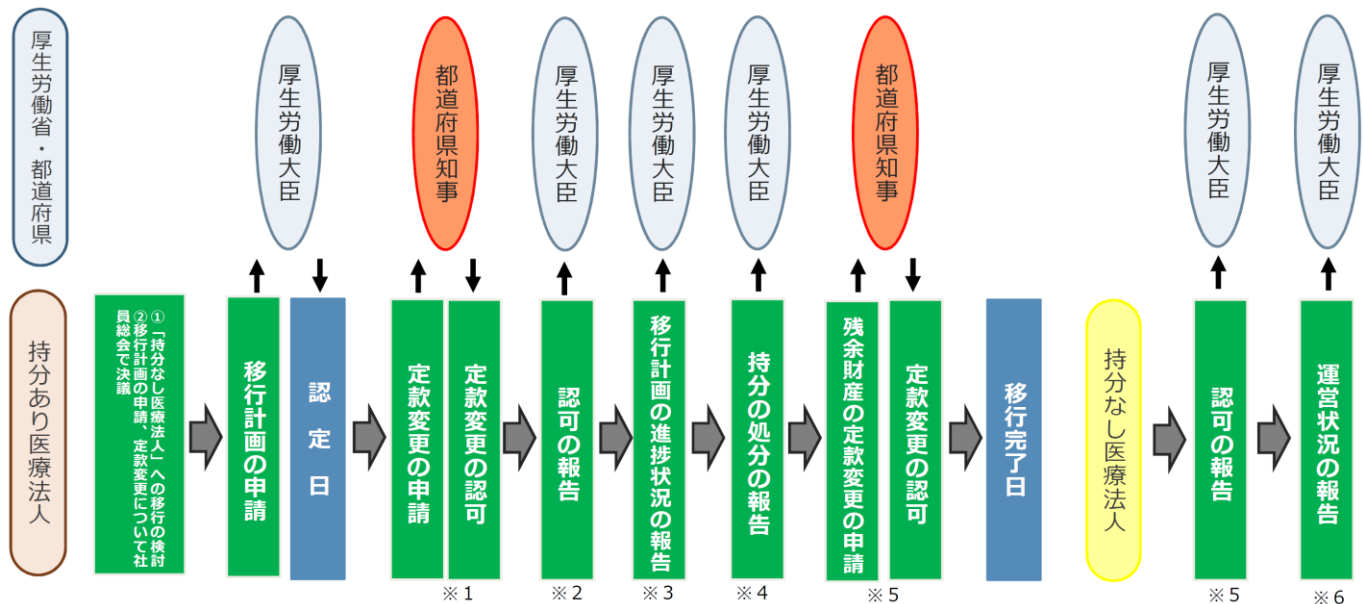 厚生労働省・都道府県
厚生労働大臣
都道府県知事
厚生労働大臣
厚生労働大臣
厚生労働大臣
都道府県知事
厚生労働大臣
厚生労働大臣
持分あり医療法人
①「持分なし医療法人」への移行の検討
②移行計画の申請、定款変更について社
員総会で決議
移行計画の申請
認定日
定款変更の申請
定款変更の認可
認可の報告
移行計画の進捗状況の報告
持分の処分の報告
残余財産の定款変更の申請
定款変更の認可
移行完了日
持分なし医療法人
認可の報告
運営状況の報告
※1
※2
※3
※4
※5
※5
※6